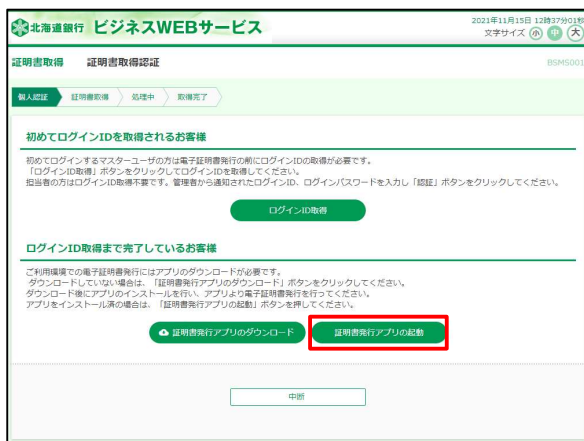 北海道銀行 ビジネスWEBサービス
2021年11月15日 12時37分01秒
文字サイズ 小 中 大
証明書取得 証明書取得認証
BSMS001
個人認証 証明書取得 処理中 取得完了
初めてログインIDを取得されるお客様
初めてログインするマスターユーザの方は電子証明書発行の前にログインIDの取得が必要です。
「ログインID取得」ボタンをクリックしてログインIDを取得してください。
担当者の方はログインID取得不要です。管理者から通知されたログインID、ログインパスワードを入力し「認証」ボタンをクリックしてください。
ログインID取得
ログインID取得まで完了しているお客様
ご利用環境での電子証明書発行にはアプリのダウンロードが必要です。
ダウンロードしていない場合は、「証明書発行アプリのダウンロード」ボタンをクリックしてください。
ダウンロード後にアプリのインストールを行い、アプリより電子証明書発行を行ってください。
アプリをインストール済の場合は、「証明書発行アプリの起動」ボタンを押してください。
証明書発行アプリのダウンロード 証明書発行アプリの起動
中断